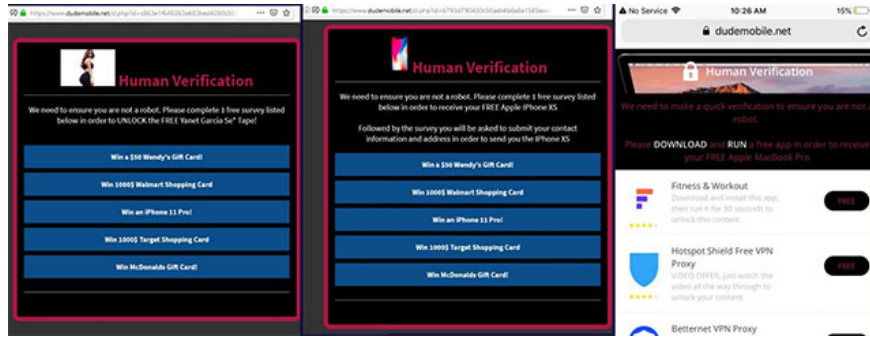 https://www.dudemobile.net
Human Verification
We need to ensure you are not a robot. Please complete 1 free survey listed
below in order to UNLOCK the FREE Yanet Garcia Se* Tape!
Win a $50 Wendy's Gift Card!
Win 1000$ Walmart Shopping Card
Win an iPhone 11 Pro!
Win 1000$ Target Shopping Card
Win McDonalds Gift Card!
https://www.dudemobile.net
Human Verification
We need to ensure you are not a robot. Please complete 1 free survey listed
below in order to receive your FREE Apple IPhone XS
Followed by the survey you will be asked to submit your contact
information and address in order to send you the IPhone XS
Win a $50 Wendy's Gift Card!
Win 1000$ Walmart Shopping Card
Win an iPhone 11 Pro!
Win 1000$ Target Shopping Card
Win McDonalds Gift Card!
No Service 10:26 AM 15%
dudemobile.net
Human Verification
We need to make a quick verification to ensure you are not a
robot.
Please DOWNLOAD and RUN a free app in order to receive
your FREE Apple MacBook Pro
Fitness & Workout
Download and install this app,
then run it for 30 seconds to
unlock this content.
FREE
Hotspot Shield Free VPN
Proxy
VIDEO OFFER, just watch the
video all the way through to
unlock your content
FREE
Betternet VPN Proxy